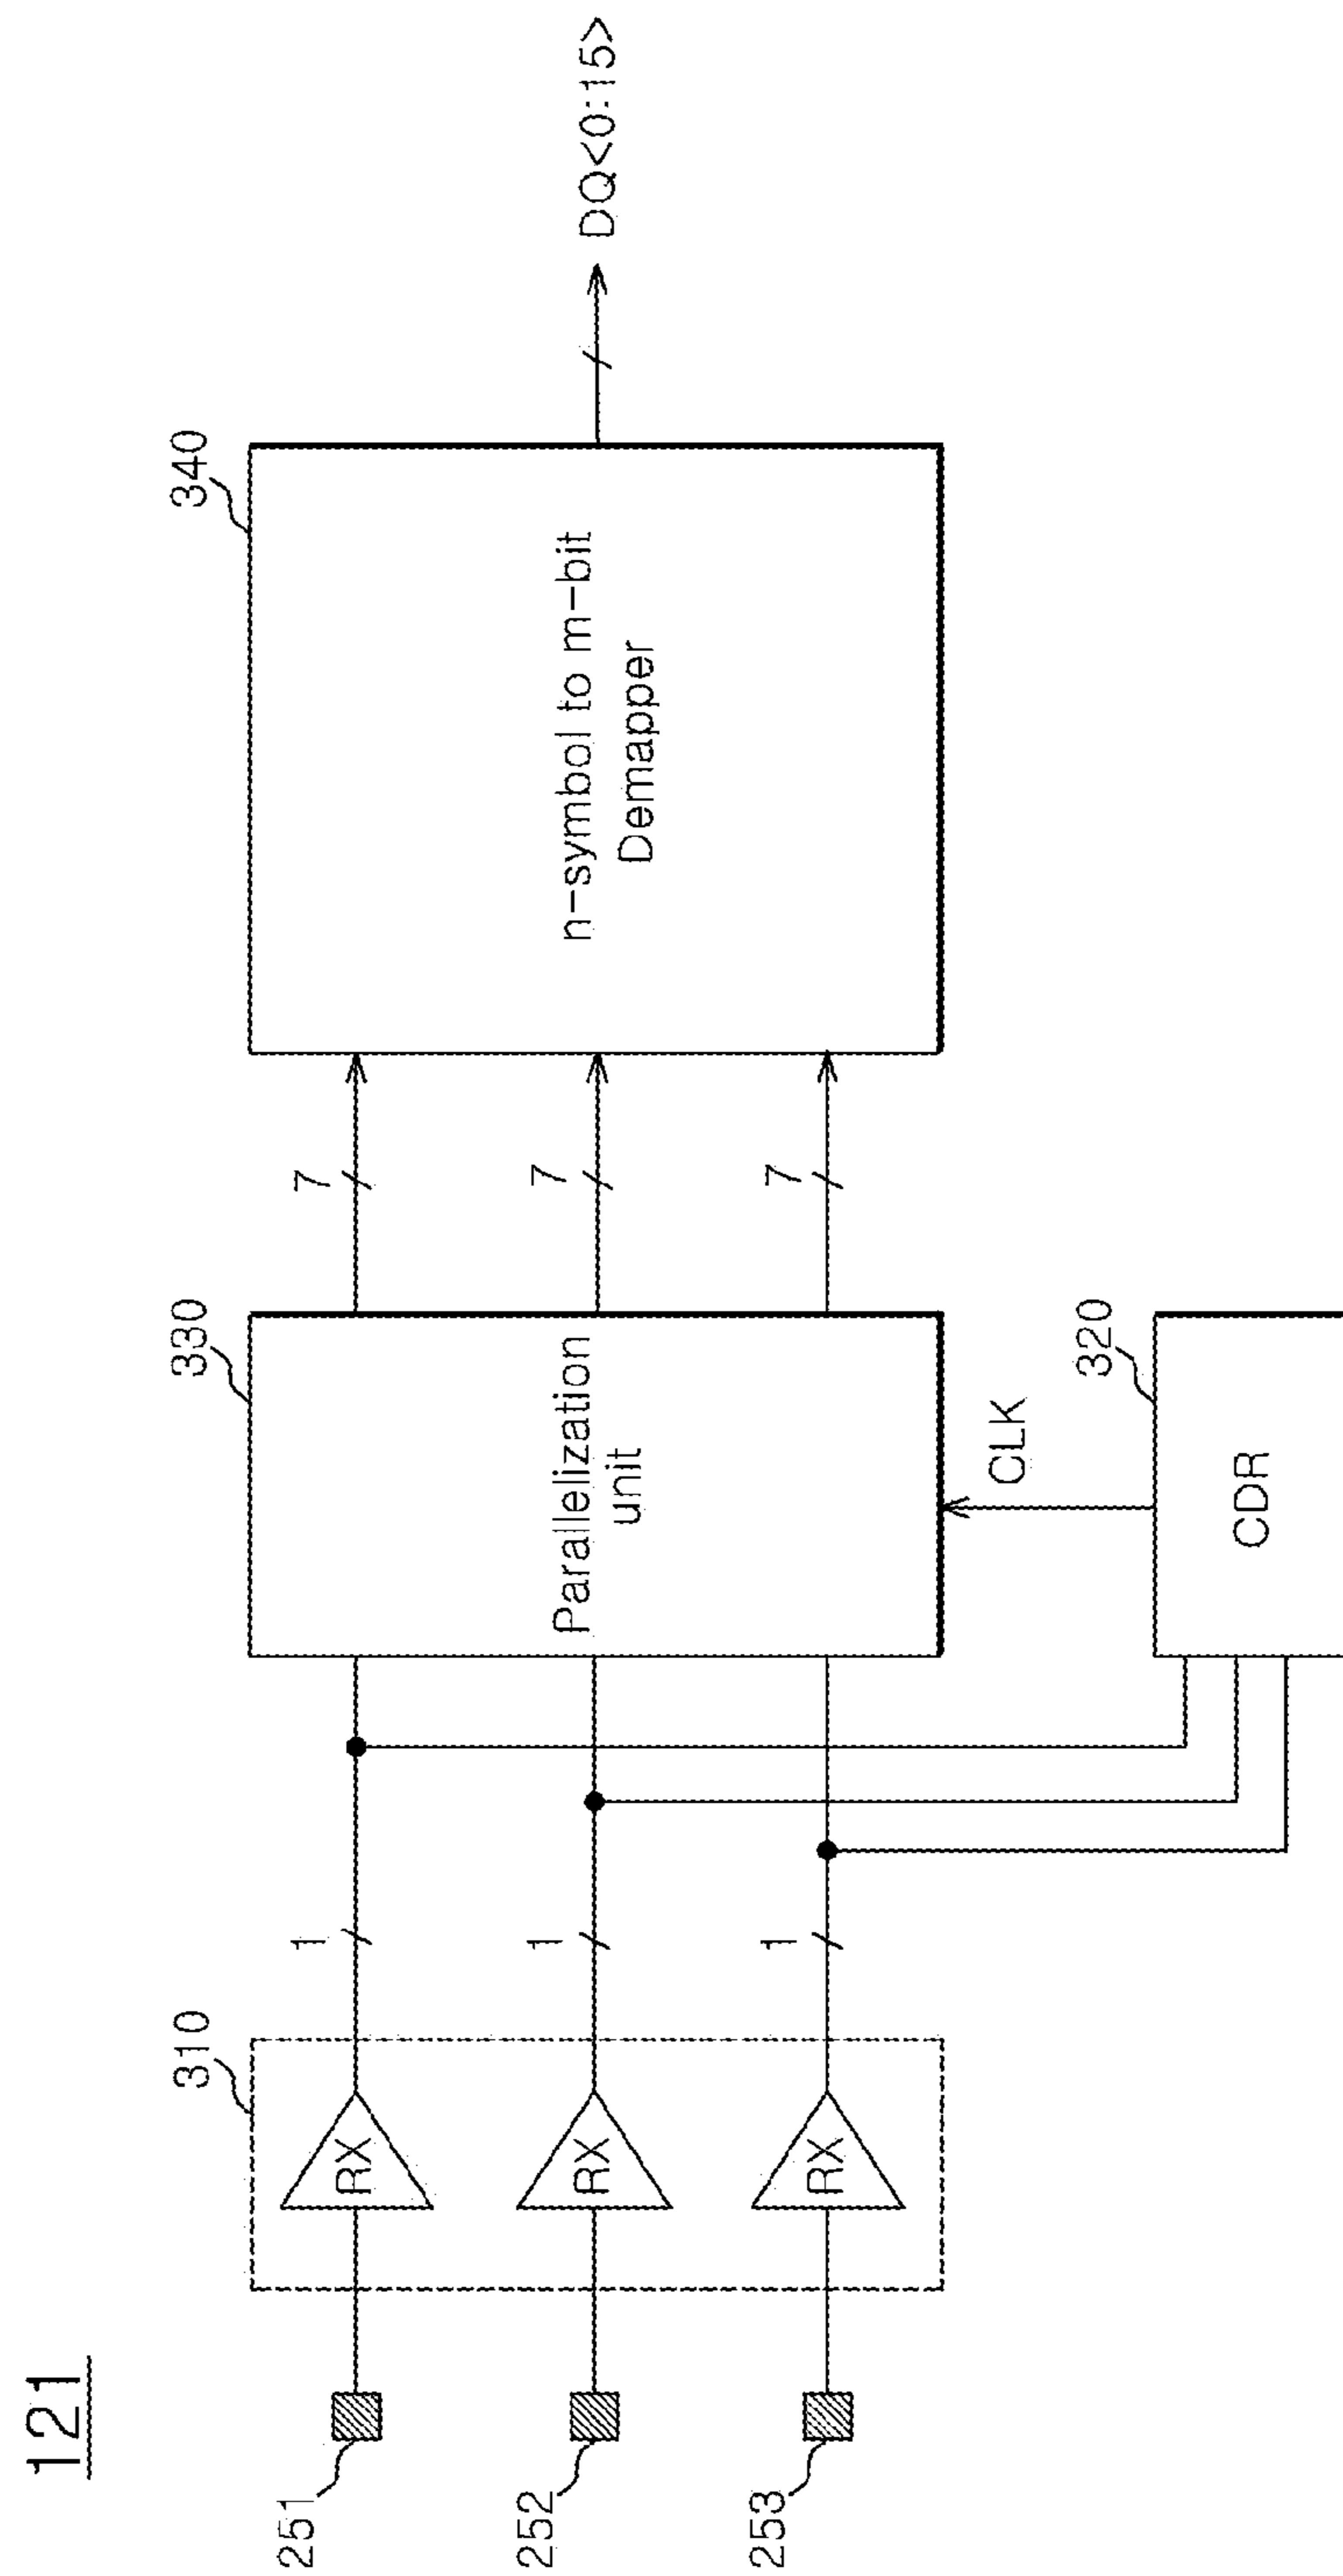 121
251
252
253
310
RX
RX
RX
1
1
1
330
Parallelization
unit
320
CDR
CLK
7
7
7
340
n-symbol to m-bit
Demapper
DQ<0:15>